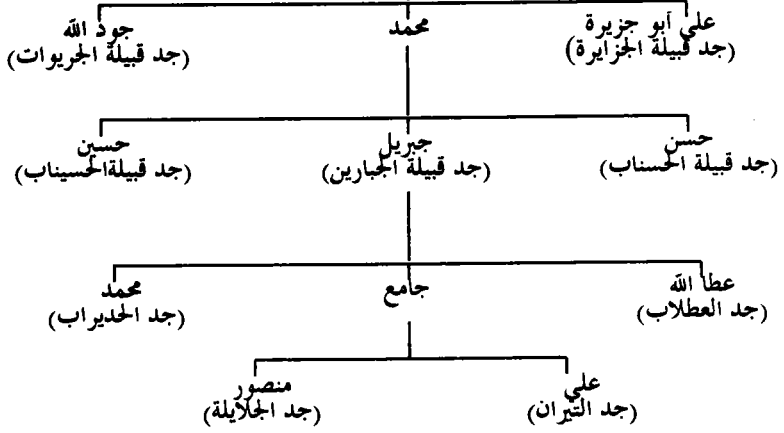 علي أبو جزيرة
(جد قبيلة الجزايرة)
محمد
جود الله
(جد قبيلة الجريوات)
حسن
(جد قبيلة الحسناب)
جبريل
(جد قبيلة الجبارين)
حسين
(جد قبيلةالحسيناب)
عطا الله
(جد العطلاب)
جامع
محمد
(جد الحديراب)
علي
(جد التيران)
منصور
(جد الجلايلة)